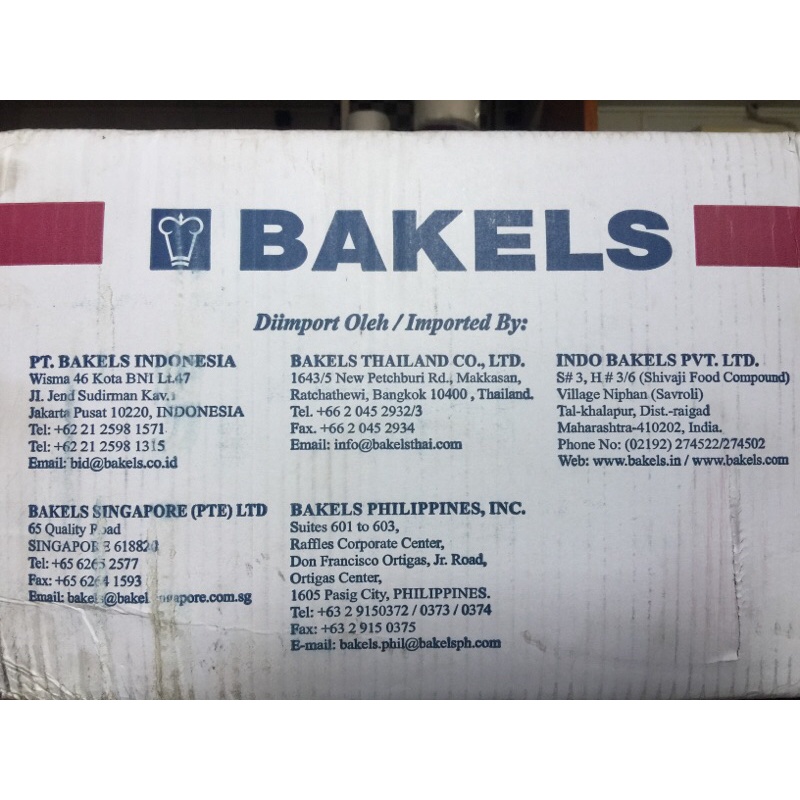 BAKELS
Diimport Oleh / Imported By:
PT. BAKELS INDONESIA
Wisma 46 Kota BNI Lt.47
Jl. Jend Sudirman Kav.
Jakarta Pusat 10220, INDONESIA
Tel: +62 21 2598 1571
Tel: +62 21 2598 1315
Email: bid@bakels.co.id
BAKELS THAILAND CO., LTD.
1643/5 New Petchburi Rd., Makkasan,
Ratchathewi, Bangkok 10400 , Thailand.
Tel. +66 2 045 2932/3
Fax. +66 2 045 2934
Email: info@bakelsthai.com
INDO BAKELS PVT. LTD.
S# 3, H # 3/6 (Shivaji Food Compound)
Village Niphan (Savroli)
Tal-khalapur, Dist.-raigad
Maharashtra-410202, India.
Phone No: (02192) 274522/274502
Web: www.bakels.in / www.bakels.com
BAKELS SINGAPORE (PTE) LTD
65 Quality Road
SINGAPORE 618820
Tel: +65 6265 2577
Fax: +65 6264 1593
Email:
BAKELS PHILIPPINES, INC.
Suites 601 to 603,
Raffles Corporate Center,
Don Francisco Ortigas, Jr. Road,
Ortigas Center,
1605 Pasig City, PHILIPPINES.
Tel: +63 2 9150372 / 0373 / 0374
Fax: +63 2 915 0375
E-mail: bakels.phil@bakelsph.com